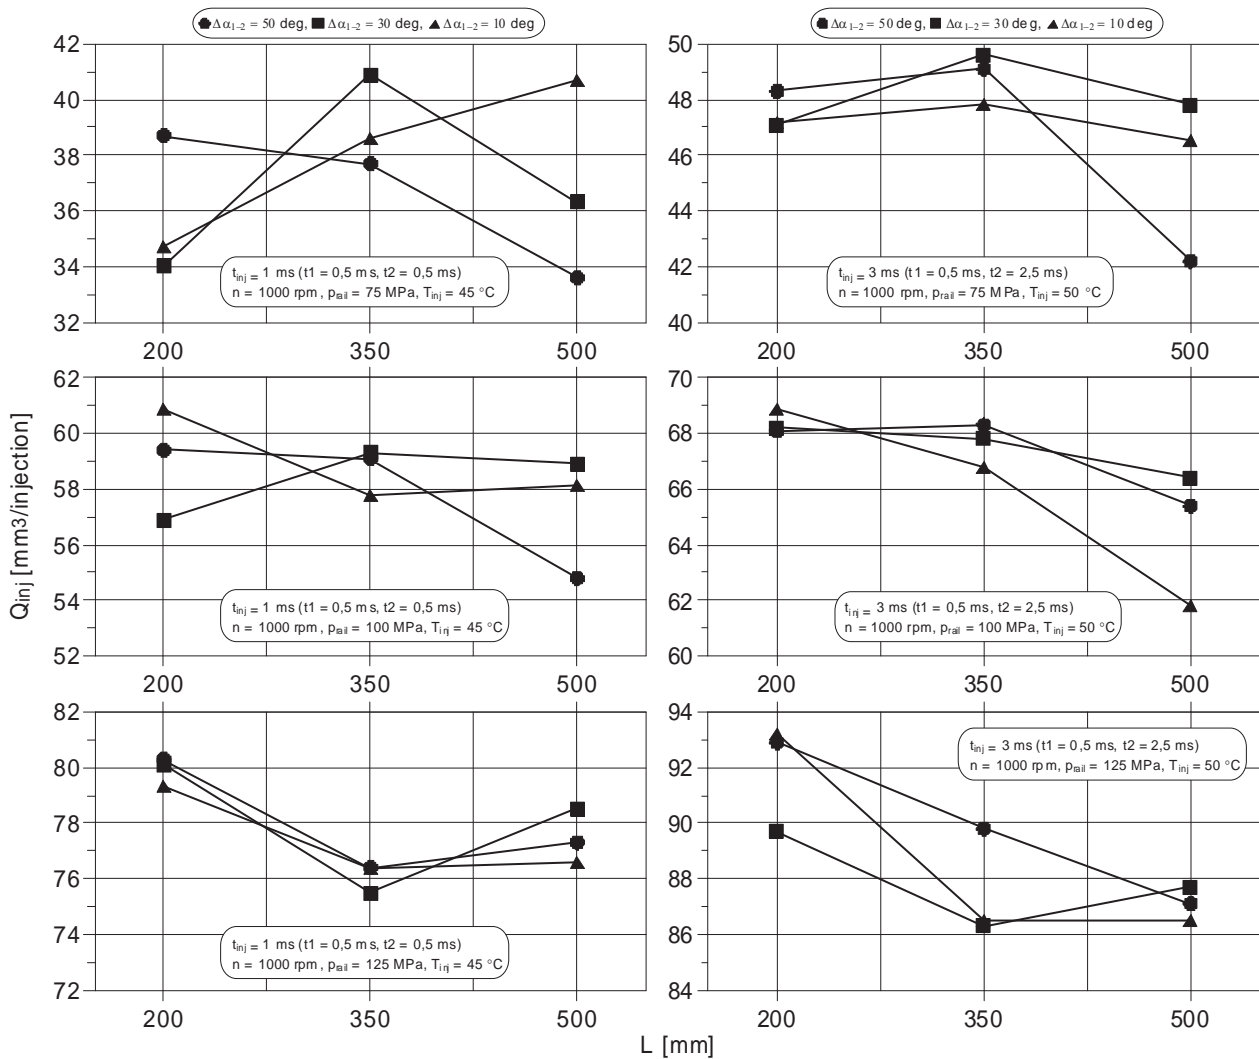 Δα1–2 = 50 deg, Δα1–2 = 30 deg, Δα1–2 = 10 deg
Δα1–2 = 50 deg, Δα1–2 = 30 deg, Δα1–2 = 10 deg
42
40
38
36
34
32
tinj = 1 ms (t1 = 0,5 ms, t2 = 0,5 ms)
n = 1000 rpm, prail = 75 MPa, Tinj = 45 °C
200 350 500
50
48
46
44
42
40
tinj = 3 ms (t1 = 0,5 ms, t2 = 2,5 ms)
n = 1000 rpm, prail = 75 MPa, Tinj = 50 °C
200 350 500
Qinj [mm3/injection]
62
60
58
56
54
52
tinj = 1 ms (t1 = 0,5 ms, t2 = 0,5 ms)
n = 1000 rpm, prail = 100 MPa, Tinj = 45 °C
200 350 500
70
68
66
64
62
60
tinj = 3 ms (t1 = 0,5 ms, t2 = 2,5 ms)
n = 1000 rpm, prail = 100 MPa, Tinj = 50 °C
200 350 500
82
80
78
76
74
72
tinj = 1 ms (t1 = 0,5 ms, t2 = 0,5 ms)
n = 1000 rpm, prail = 125 MPa, Tinj = 45 °C
200 350 500
94
92
90
88
86
84
tinj = 3 ms (t1 = 0,5 ms, t2 = 2,5 ms)
n = 1000 rpm, prail = 125 MPa, Tinj = 50 °C
200 350 500
L [mm]